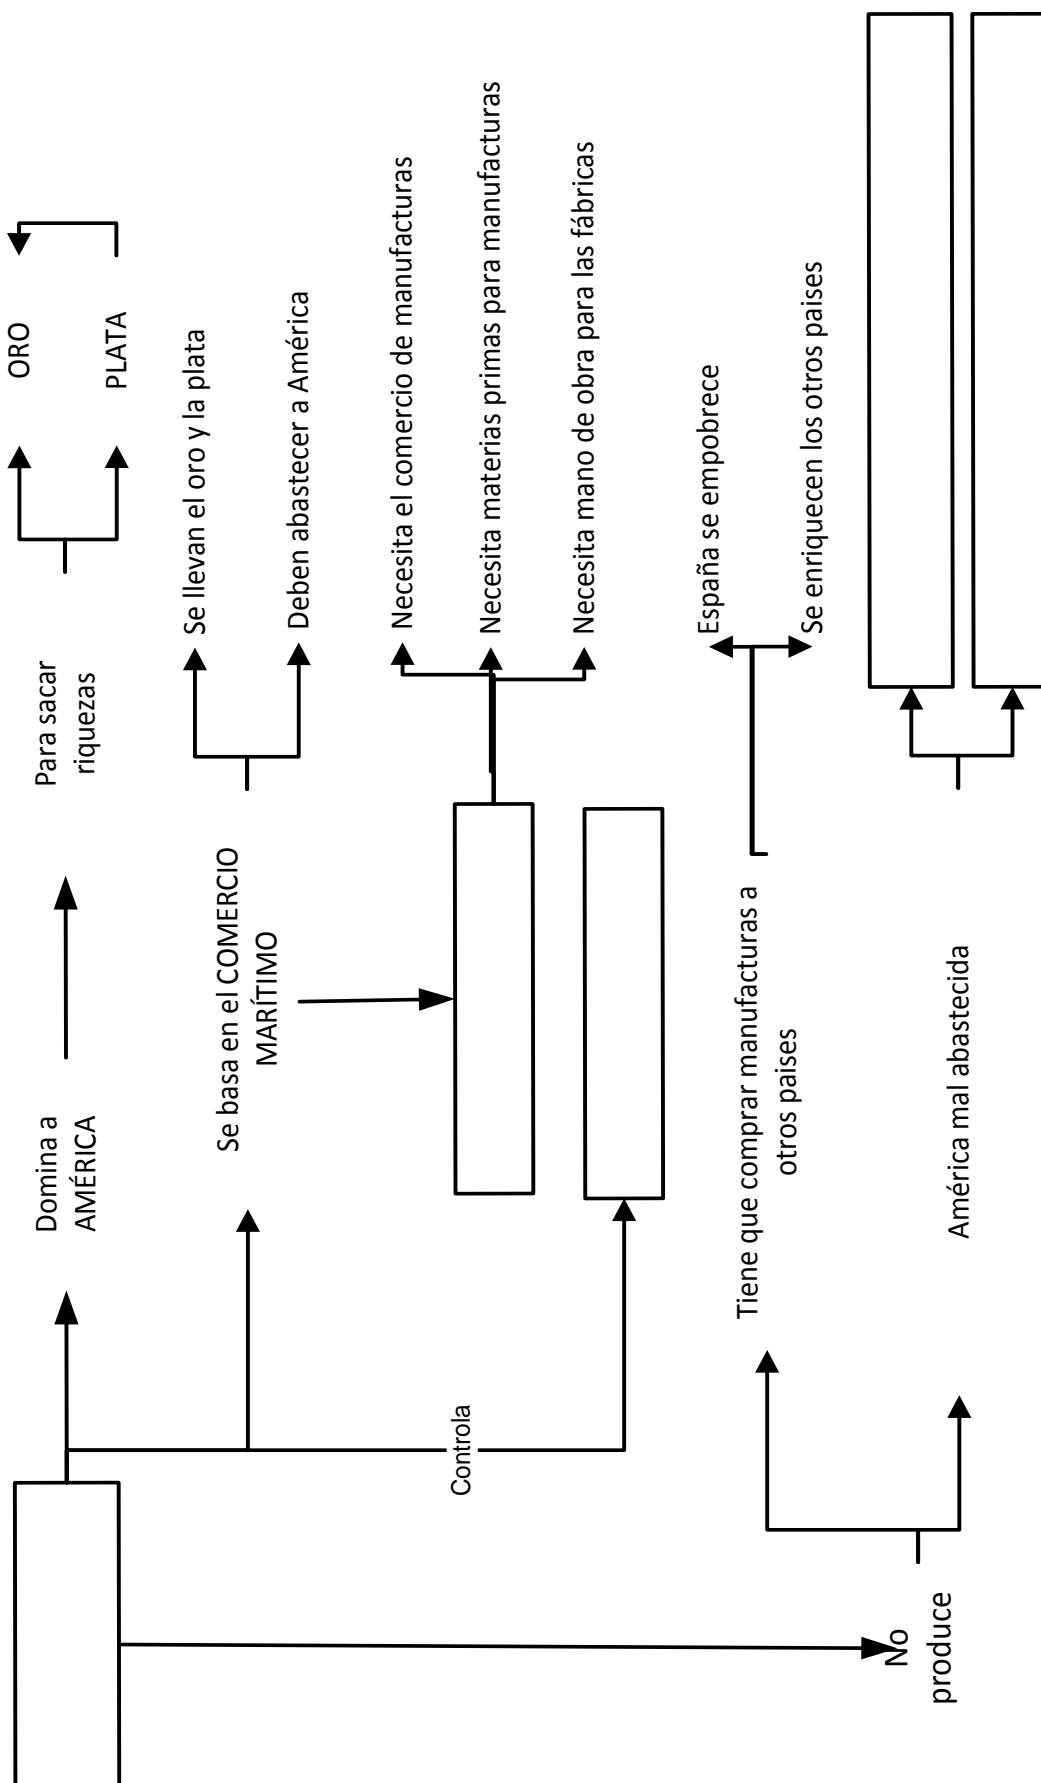 Domina a
AMÉRICA
Para sacar
riquezas
ORO
PLATA
Se basa en el COMERCIO
MARÍTIMO
Se llevan el oro y la plata
Deben abastecer a América
Necesita el comercio de manufacturas
Necesita materias primas para manufacturas
Necesita mano de obra para las fábricas
Controla
Tiene que comprar manufacturas a
otros paises
España se empobrece
Se enriquecen los otros paises
No
produce
América mal abastecida